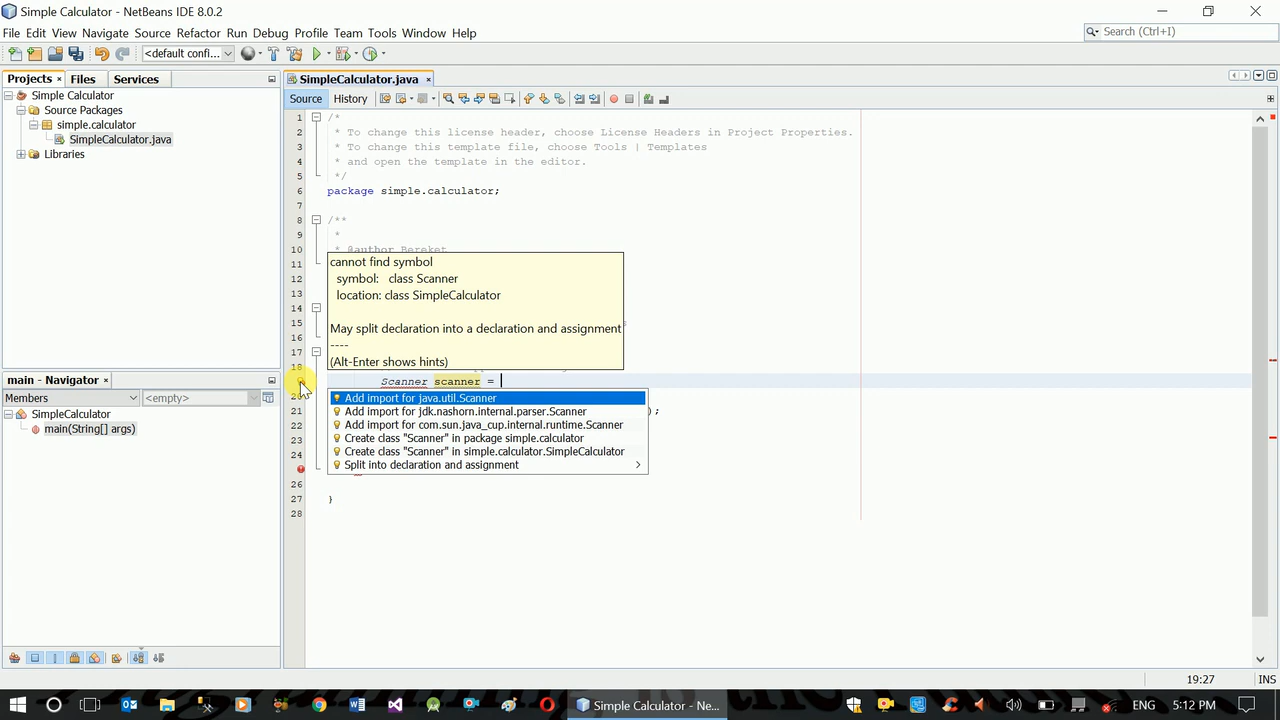 Simple Calculator - NetBeans IDE 8.0.2
File Edit View Navigate Source Refactor Run Debug Profile Team Tools Window Help
Search (Ctrl+I)
<default confi...
Projects Files Services
SimpleCalculator.java
Simple Calculator
Source Packages
simple.calculator
SimpleCalculator.java
Libraries
Source History
1 /*
2 * To change this license header, choose License Headers in Project Properties.
3 * To change this template file, choose Tools | Templates
4 * and open the template in the editor.
5 */
6 package simple.calculator;
7
8 /**
9 *
10 * @author Bereket
11
12
13
14
15
16
17
18
cannot find symbol
symbol: class Scanner
location: class SimpleCalculator
May split declaration into a declaration and assignment
----
(Alt-Enter shows hints)
Scanner scanner =
20
21 );
22
23
24
26
27 }
28
Add import for java.util.Scanner
Add import for jdk.nashorn.internal.parser.Scanner
Add import for com.sun.java_cup.internal.runtime.Scanner
Create class "Scanner" in package simple.calculator
Create class "Scanner" in simple.calculator.SimpleCalculator
Split into declaration and assignment
main - Navigator
Members <empty>
SimpleCalculator
main(String[] args)
19:27 INS
Simple Calculator - Ne...
ENG 5:12 PM